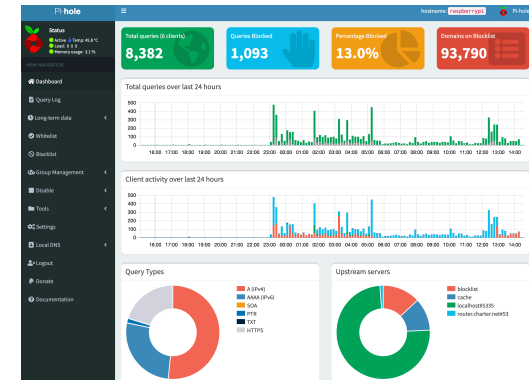 Pi-hole
hostname: raspberrypi
Pi-hole
Status
Active Temp: 45.8 °C
Load: 0 0 0
Memory usage: 3.1 %
MAIN NAVIGATION
Dashboard
Query Log
Long-term data
Whitelist
Blacklist
Group Management
Disable
Tools
Settings
Local DNS
Logout
Donate
Documentation
Total queries (6 clients)
8,382
Queries Blocked
1,093
Percentage Blocked
13.0%
Domains on Blocklist
93,790
Total queries over last 24 hours
500
400
300
200
100
0
16:00 17:00 18:00 19:00 20:00 21:00 22:00 23:00 00:00 01:00 02:00 03:00 04:00 05:00 06:00 07:00 08:00 09:00 10:00 11:00 12:00 13:00 14:00
Client activity over last 24 hours
500
400
300
200
100
0
16:00 17:00 18:00 19:00 20:00 21:00 22:00 23:00 00:00 01:00 02:00 03:00 04:00 05:00 06:00 07:00 08:00 09:00 10:00 11:00 12:00 13:00 14:00
Query Types
A (IPv4)
AAAA (IPv6)
SOA
PTR
TXT
HTTPS
Upstream servers
blocklist
cache
localhost#5335
router.charter.net#53